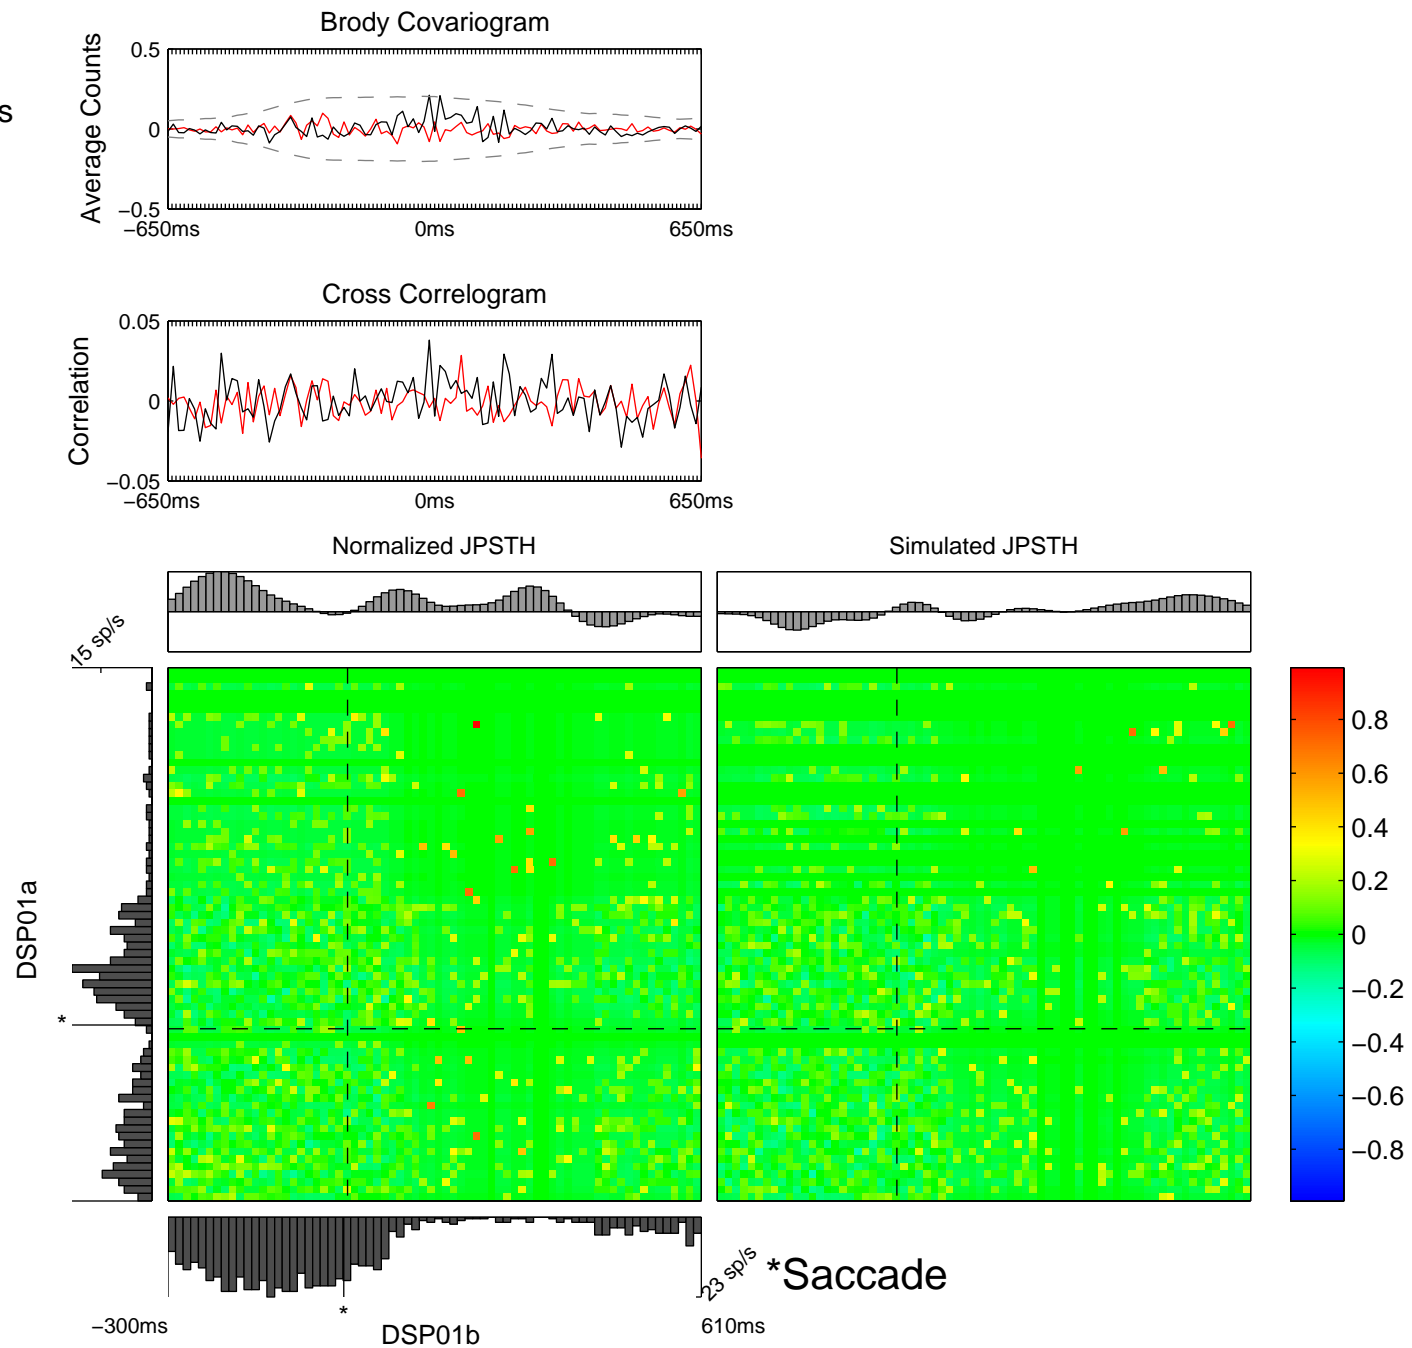 Brody Covariogram
s
Average Counts
0.5
0
−0.5
−650ms
0ms
650ms
Cross Correlogram
Correlation
0.05
0
−0.05
−650ms
0ms
650ms
Normalized JPSTH
Simulated JPSTH
15 sp/s
DSP01a
*
0.8
0.6
0.4
0.2
0
−0.2
−0.4
−0.6
−0.8
23 sp/s
*Saccade
*
−300ms
DSP01b
610ms